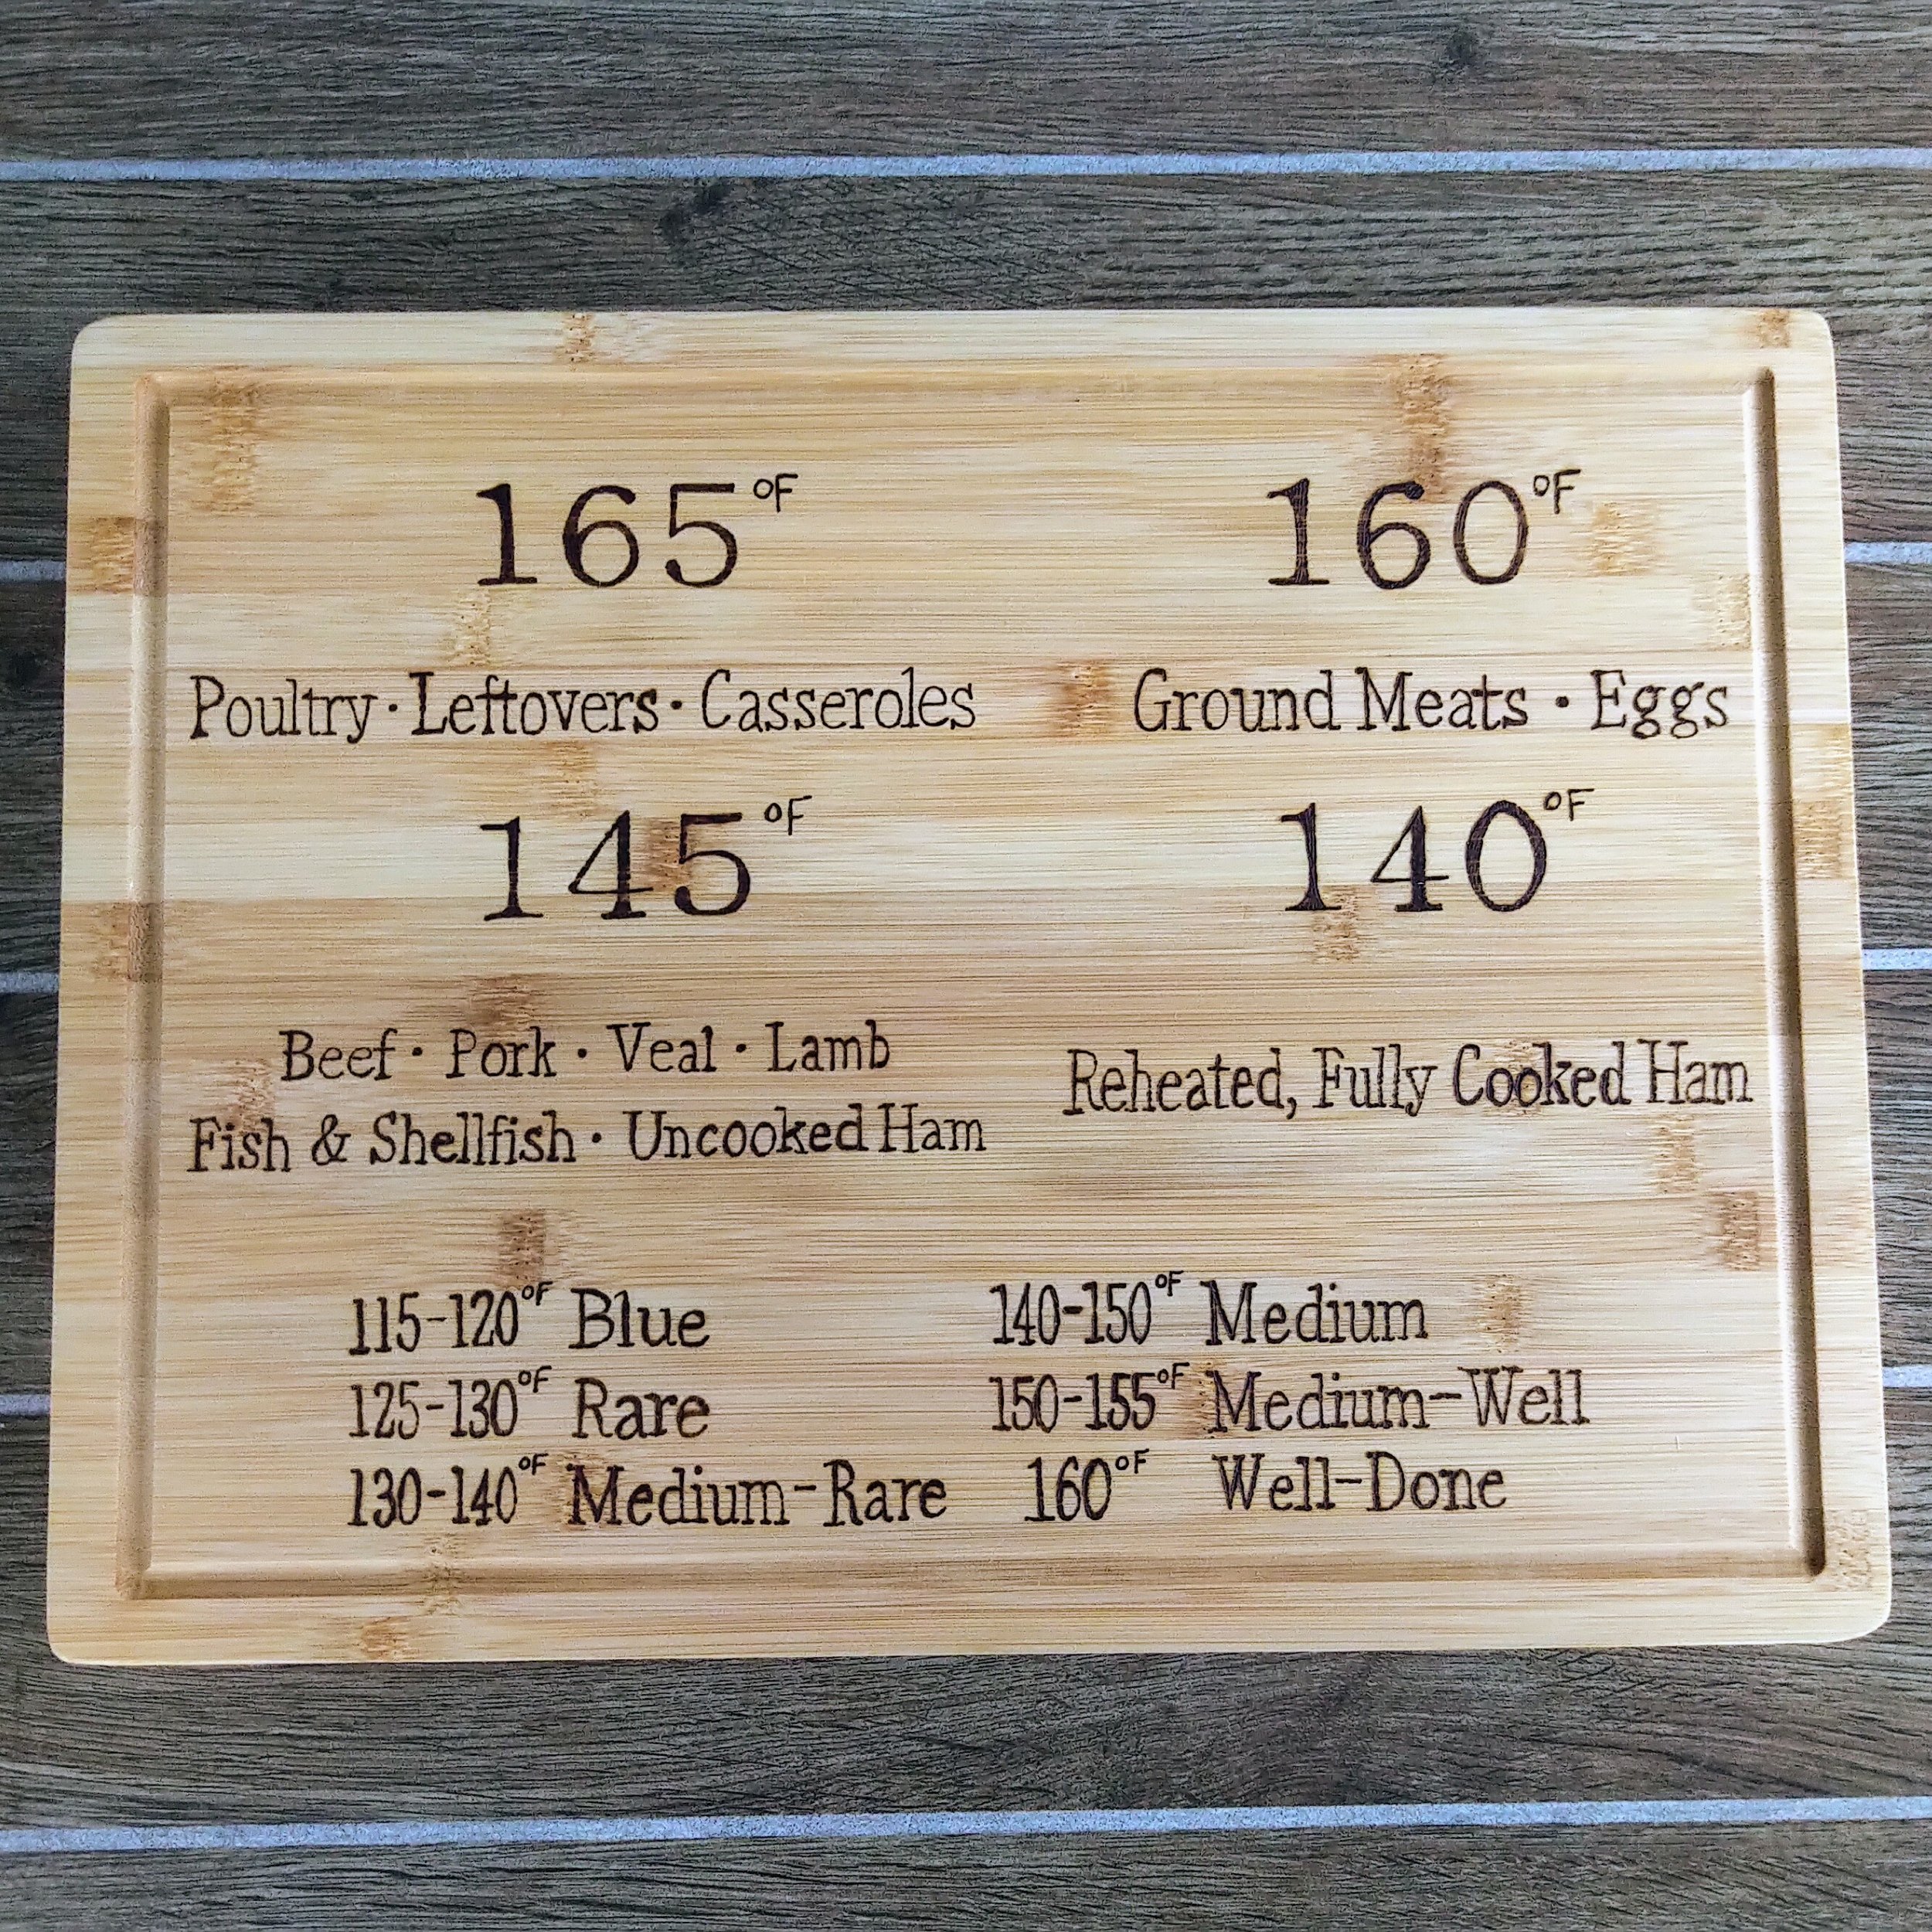 165°F
Poultry · Leftovers · Casseroles
160°F
Ground Meats · Eggs
145°F
Beef · Pork · Veal · Lamb
Fish & Shellfish · Uncooked Ham
140°F
Reheated, Fully Cooked Ham
115-120°F Blue
125-130°F Rare
130-140°F Medium-Rare
140-150°F Medium
150-155°F Medium-Well
160°F Well-Done